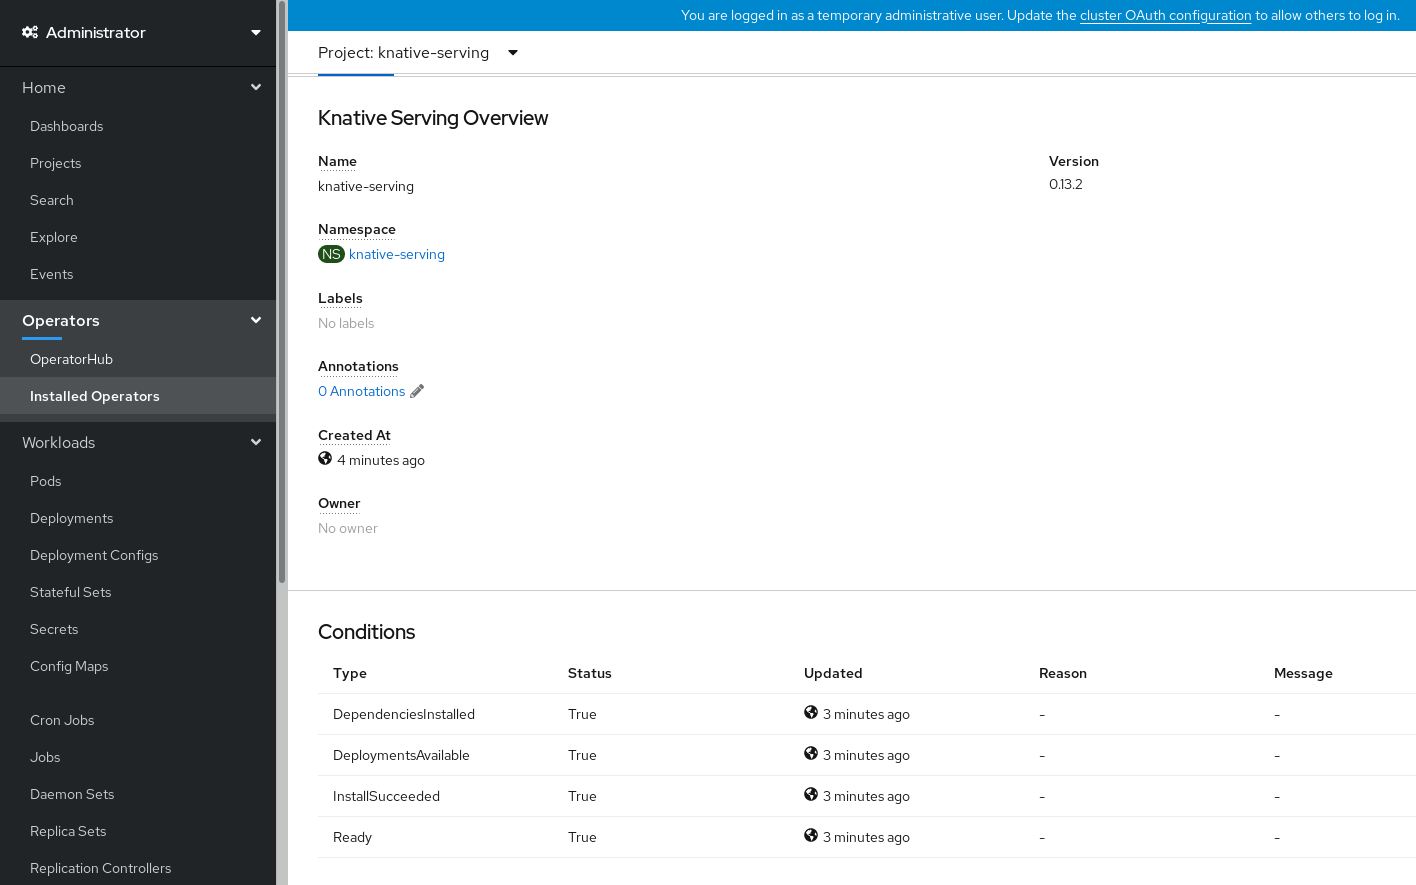 You are logged in as a temporary administrative user. Update the cluster OAuth configuration to allow others to log in.
Administrator
Home
Dashboards
Projects
Search
Explore
Events
Operators
OperatorHub
Installed Operators
Workloads
Pods
Deployments
Deployment Configs
Stateful Sets
Secrets
Config Maps
Cron Jobs
Jobs
Daemon Sets
Replica Sets
Replication Controllers
Project: knative-serving
Knative Serving Overview
Name
knative-serving
Version
0.13.2
Namespace
NS knative-serving
Labels
No labels
Annotations
0 Annotations
Created At
4 minutes ago
Owner
No owner
Conditions
Type Status Updated Reason Message
DependenciesInstalled True 3 minutes ago - -
DeploymentsAvailable True 3 minutes ago - -
InstallSucceeded True 3 minutes ago - -
Ready True 3 minutes ago - -